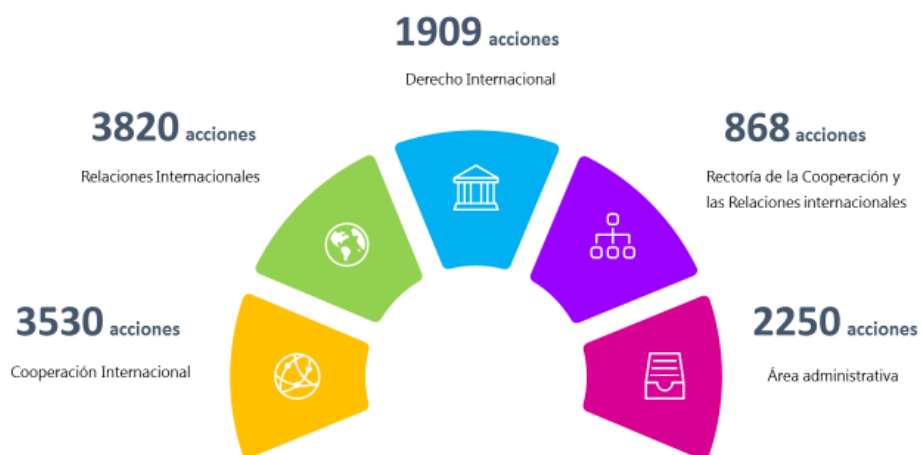 1909 acciones
Derecho Internacional
3820 acciones
Relaciones Internacionales
868 acciones
Rectoría de la Cooperación y
las Relaciones internacionales
3530 acciones
Cooperación Internacional
2250 acciones
Área administrativa